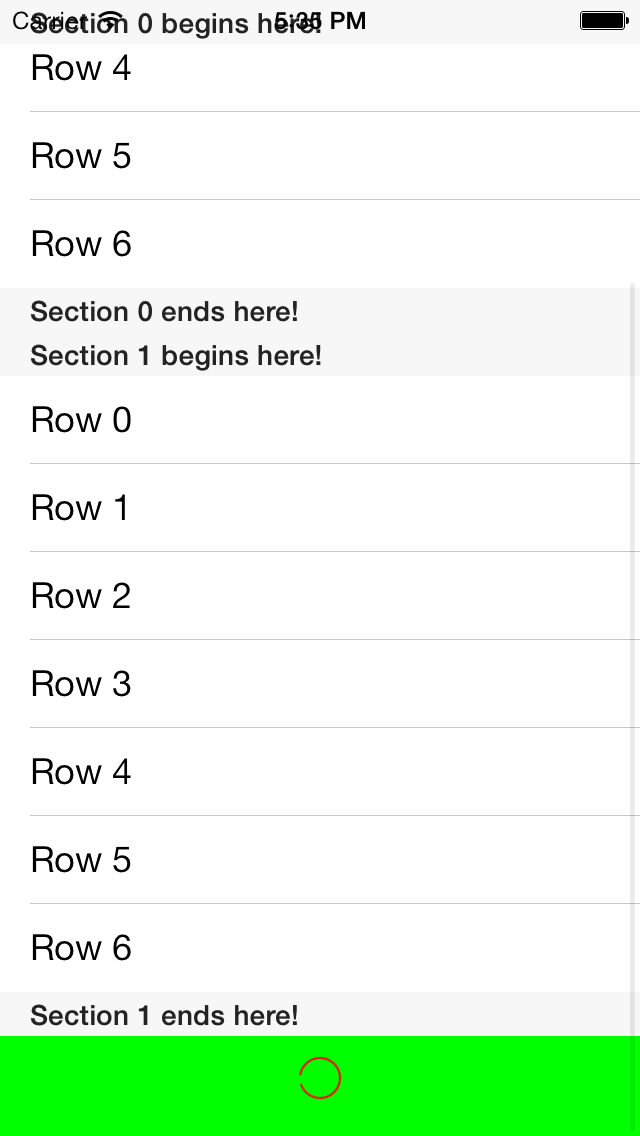 Carrier 5:35 PM
Section 0 begins here!
Row 4
Row 5
Row 6
Section 0 ends here!
Section 1 begins here!
Row 0
Row 1
Row 2
Row 3
Row 4
Row 5
Row 6
Section 1 ends here!